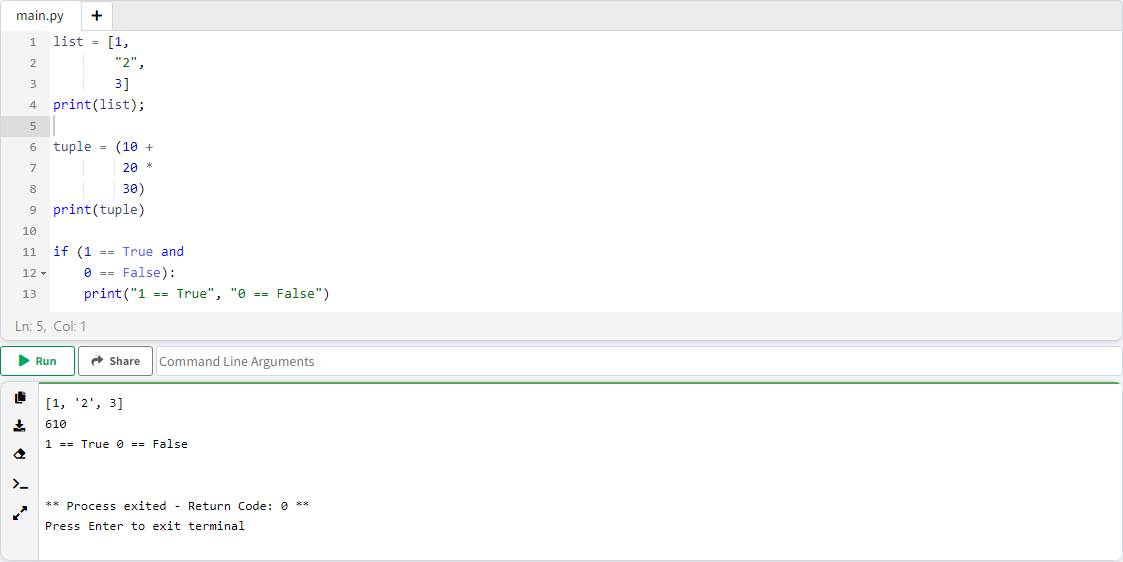 main.py +
1 list = [1,
2 "2",
3 3]
4 print(list);
5
6 tuple = (10 +
7 20 *
8 30)
9 print(tuple)
10
11 if (1 == True and
12 0 == False):
13 print("1 == True", "0 == False")
Ln: 5, Col: 1
Run Share Command Line Arguments
[1, '2', 3]
610
1 == True 0 == False
** Process exited - Return Code: 0 **
Press Enter to exit terminal